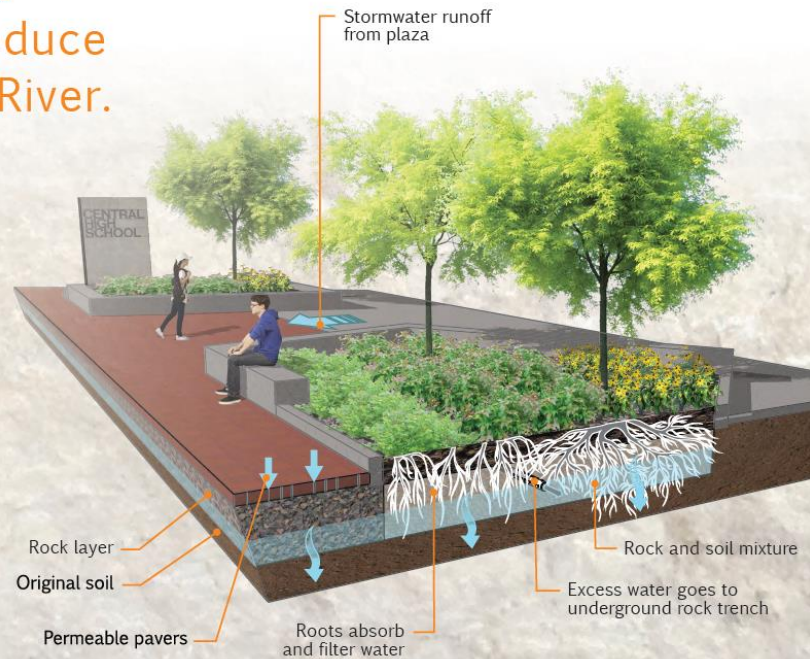 duce
River.
Stormwater runoff
from plaza
CENTRAL
HIGH
SCHOOL
Rock layer
Original soil
Permeable pavers
Roots absorb
and filter water
Rock and soil mixture
Excess water goes to
underground rock trench